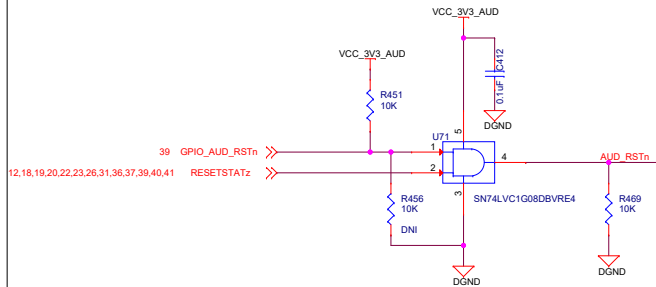 VCC_3V3_AUD
VCC_3V3_AUD
C412
0.1uF
R451
10K
DGND
U71
5
39 GPIO_AUD_RSTn
1
4
AUD_RSTn
12,18,19,20,22,23,26,31,36,37,39,40,41 RESETSTATz
2
3
SN74LVC1G08DBVRE4
R456
10K
R469
10K
DNI
DGND
DGND